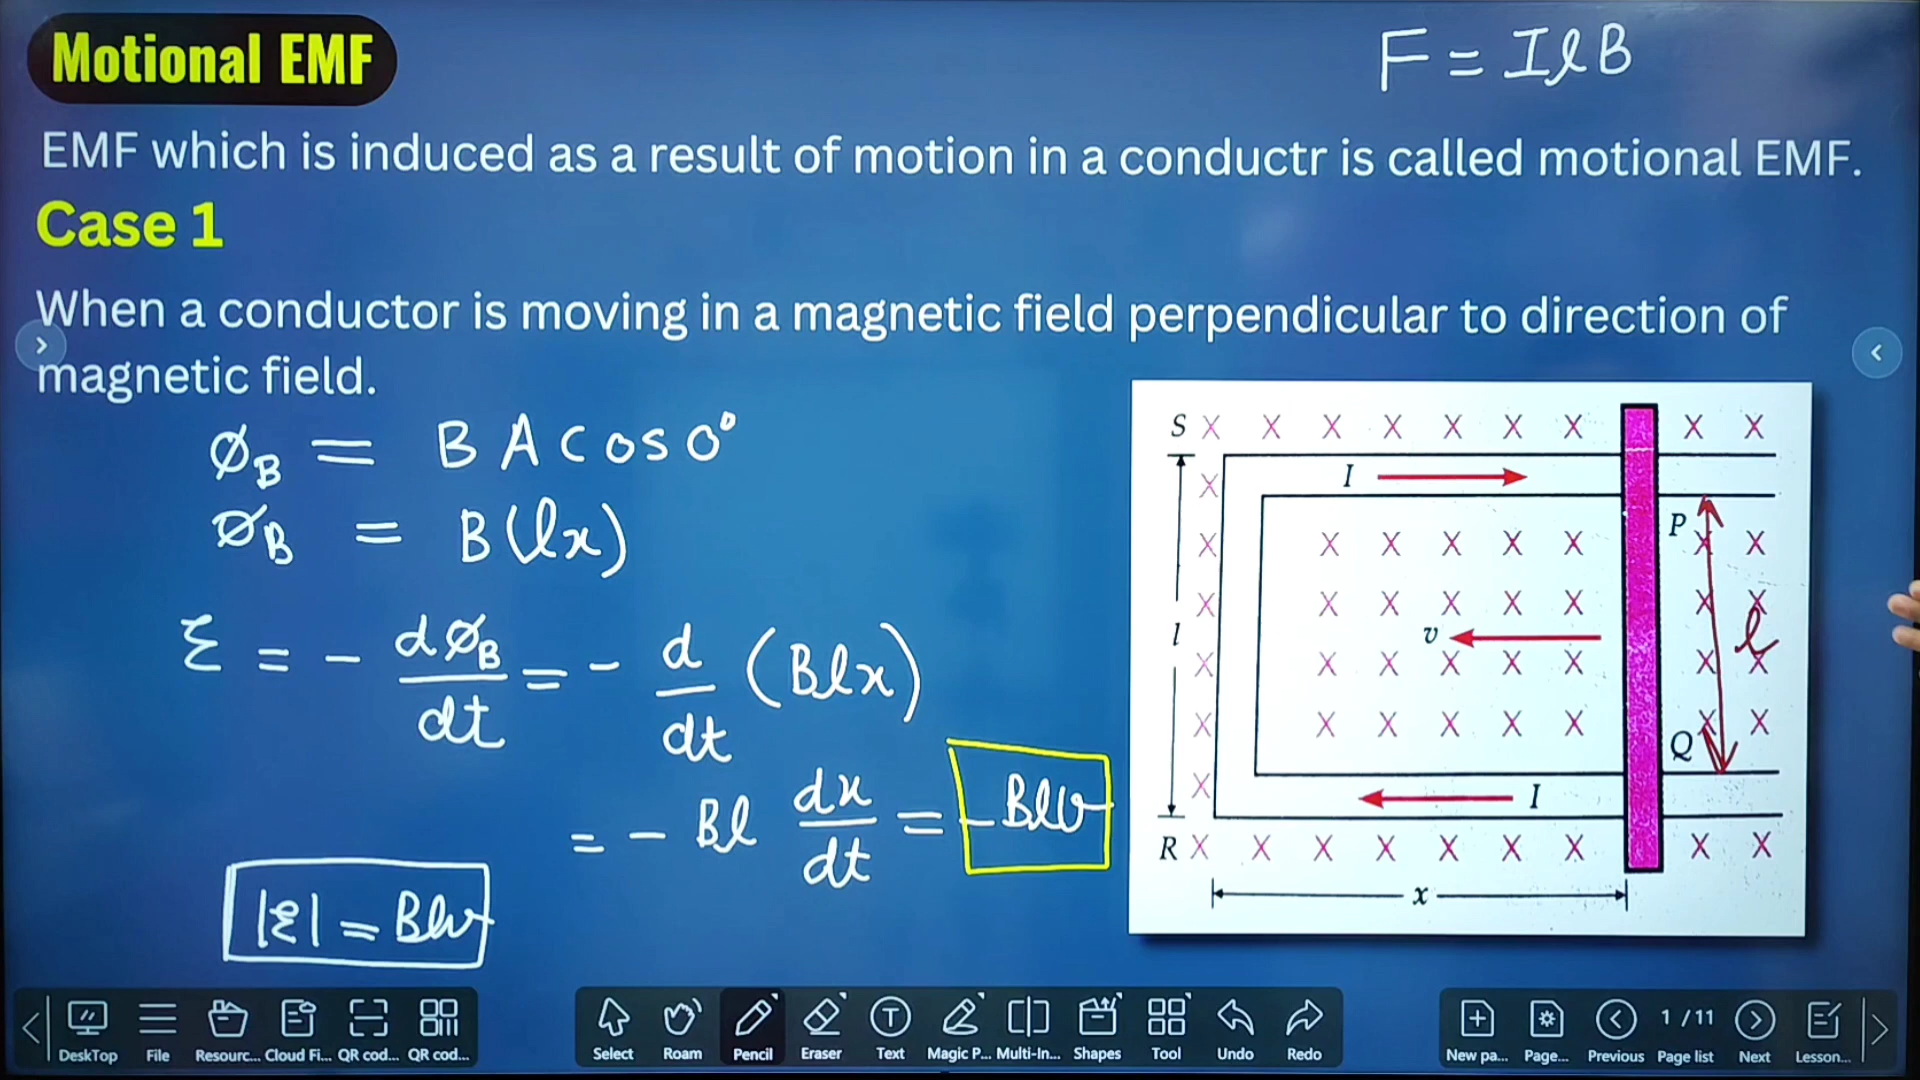 Motional EMF
F = IlB
EMF which is induced as a result of motion in a conductr is called motional EMF.
Case 1
When a conductor is moving in a magnetic field perpendicular to direction of
magnetic field.
ØB = BA cos 0°
ØB = B(lx)
ε = - dØB/dt = - d/dt (Blx)
= - Bl dx/dt = -Blv
|ε| = Blv
S X X X X X X X X X
I
X
P
X X X X X X X X
X X X X X X X X
v
l
l
X X X X X X X X
X X X X X X X X
Q
X
I
R X X X X X X X X X
x
DeskTop File Resourc... Cloud Fi... QR cod... QR cod...
Select Roam Pencil Eraser Text Magic P... Multi-In... Shapes Tool Undo Redo
New pa... Page... Previous 1 /11 Page list Next Lesson...